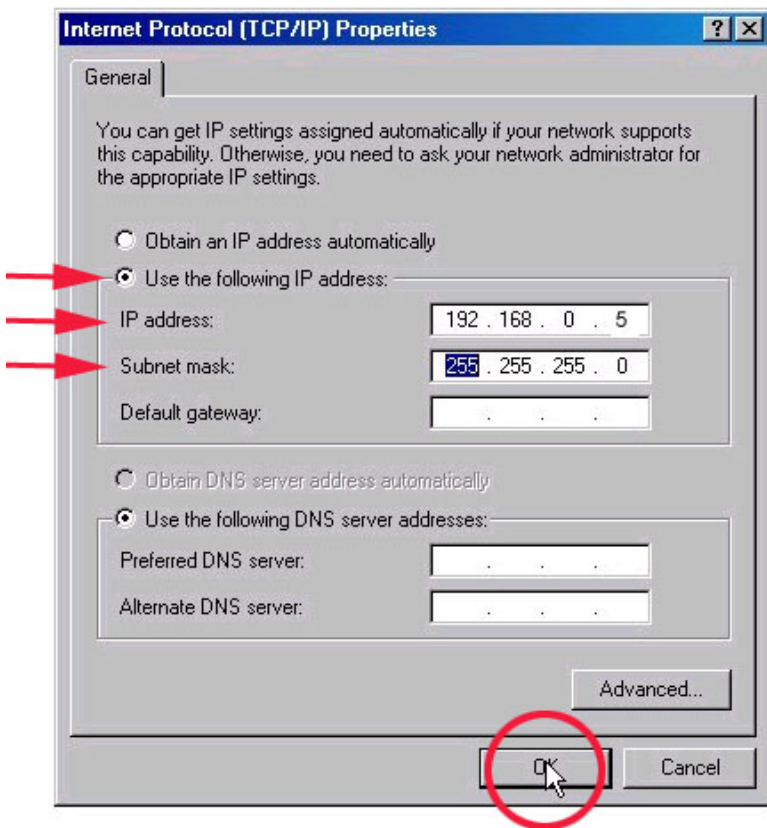 Internet Protocol (TCP/IP) Properties
General
You can get IP settings assigned automatically if your network supports
this capability. Otherwise, you need to ask your network administrator for
the appropriate IP settings.
Obtain an IP address automatically
Use the following IP address:
IP address: 192 . 168 . 0 . 5
Subnet mask: 255 . 255 . 255 . 0
Default gateway: . . .
Obtain DNS server address automatically
Use the following DNS server addresses:
Preferred DNS server: . . .
Alternate DNS server: . . .
Advanced...
OK Cancel